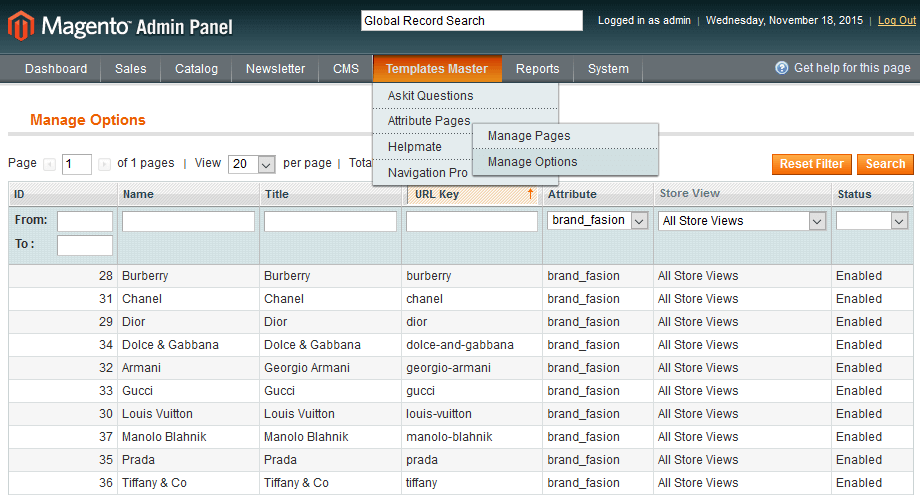 Magento Admin Panel
Global Record Search
Logged in as admin | Wednesday, November 18, 2015 | Log Out
Dashboard Sales Catalog Newsletter CMS Templates Master Reports System Get help for this page
Askit Questions
Attribute Pages
Helpmate
Navigation Pro
Manage Pages
Manage Options
Manage Options
Page 1 of 1 pages | View 20 per page | Tota
Reset Filter Search
ID Name Title URL Key Attribute Store View Status
From: brand_fasion All Store Views
To :
28 Burberry Burberry burberry brand_fasion All Store Views Enabled
31 Chanel Chanel chanel brand_fasion All Store Views Enabled
29 Dior Dior dior brand_fasion All Store Views Enabled
34 Dolce & Gabbana Dolce & Gabbana dolce-and-gabbana brand_fasion All Store Views Enabled
32 Armani Georgio Armani georgio-armani brand_fasion All Store Views Enabled
33 Gucci Gucci gucci brand_fasion All Store Views Enabled
30 Louis Vuitton Louis Vuitton louis-vuitton brand_fasion All Store Views Enabled
37 Manolo Blahnik Manolo Blahnik manolo-blahnik brand_fasion All Store Views Enabled
35 Prada Prada prada brand_fasion All Store Views Enabled
36 Tiffany & Co Tiffany & Co tiffany brand_fasion All Store Views Enabled